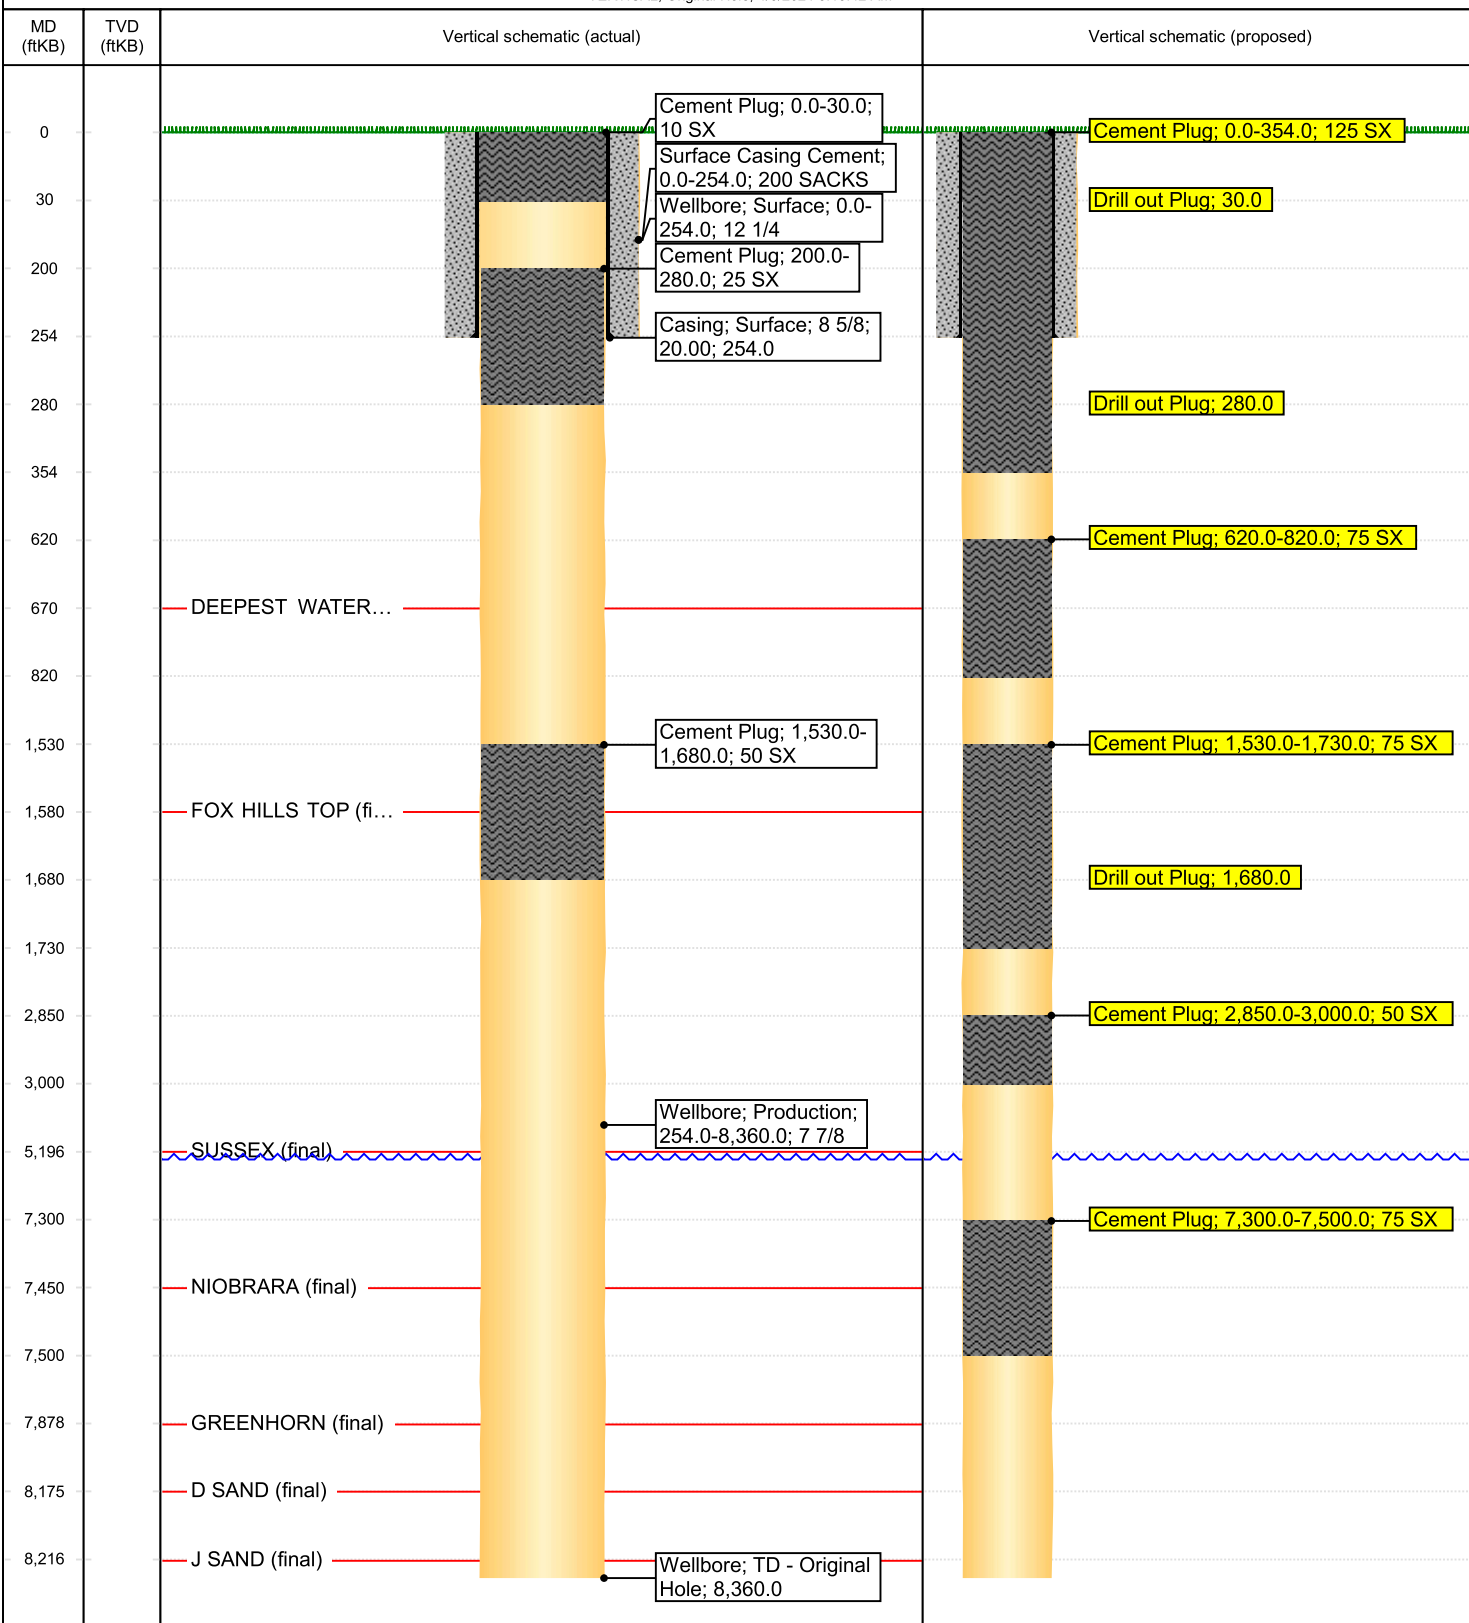 MD
(ftKB)
TVD
(ftKB)
Vertical schematic (actual)
Vertical schematic (proposed)
0
30
200
254
280
354
620
670
820
1,530
1,580
1,680
1,730
2,850
3,000
5,196
7,300
7,450
7,500
7,878
8,175
8,216
DEEPEST WATER…
FOX HILLS TOP (fi…
SUSSEX (final)
NIOBRARA (final)
GREENHORN (final)
D SAND (final)
J SAND (final)
Cement Plug; 0.0-30.0;
10 SX
Surface Casing Cement;
0.0-254.0; 200 SACKS
Wellbore; Surface; 0.0-
254.0; 12 1/4
Cement Plug; 200.0-
280.0; 25 SX
Casing; Surface; 8 5/8;
20.00; 254.0
Cement Plug; 1,530.0-
1,680.0; 50 SX
Wellbore; Production;
254.0-8,360.0; 7 7/8
Wellbore; TD - Original
Hole; 8,360.0
Cement Plug; 0.0-354.0; 125 SX
Drill out Plug; 30.0
Drill out Plug; 280.0
Cement Plug; 620.0-820.0; 75 SX
Cement Plug; 1,530.0-1,730.0; 75 SX
Drill out Plug; 1,680.0
Cement Plug; 2,850.0-3,000.0; 50 SX
Cement Plug; 7,300.0-7,500.0; 75 SX